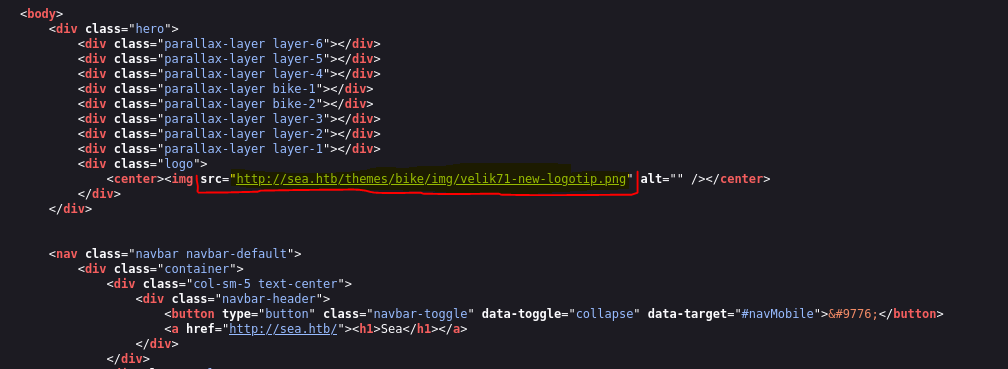 <body>
<div class="hero">
<div class="parallax-layer layer-6"></div>
<div class="parallax-layer layer-5"></div>
<div class="parallax-layer layer-4"></div>
<div class="parallax-layer bike-1"></div>
<div class="parallax-layer bike-2"></div>
<div class="parallax-layer layer-3"></div>
<div class="parallax-layer layer-2"></div>
<div class="parallax-layer layer-1"></div>
<div class="logo">
<center><img src="http://sea.htb/themes/bike/img/velik71-new-logotip.png" alt="" /></center>
</div>
</div>
<nav class="navbar navbar-default">
<div class="container">
<div class="col-sm-5 text-center">
<div class="navbar-header">
<button type="button" class="navbar-toggle" data-toggle="collapse" data-target="#navMobile">&#9776;</button>
<a href="http://sea.htb/"><h1>Sea</h1></a>
</div>
</div>